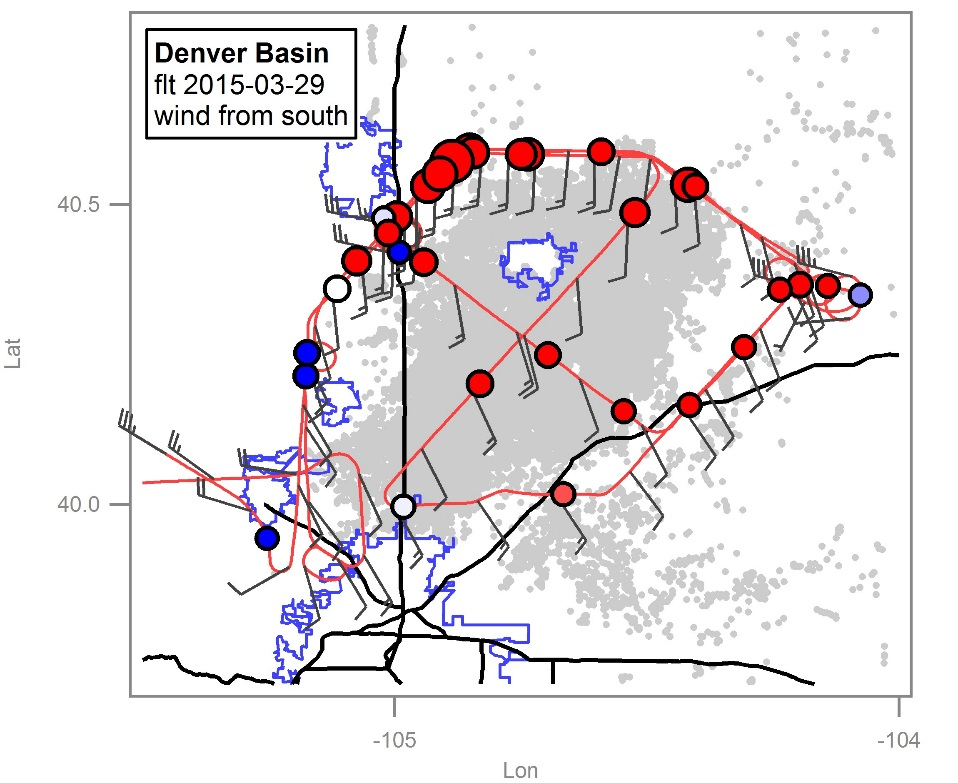 Denver Basin
flt 2015-03-29
wind from south
40.5
Lat
40.0
-105
-104
Lon